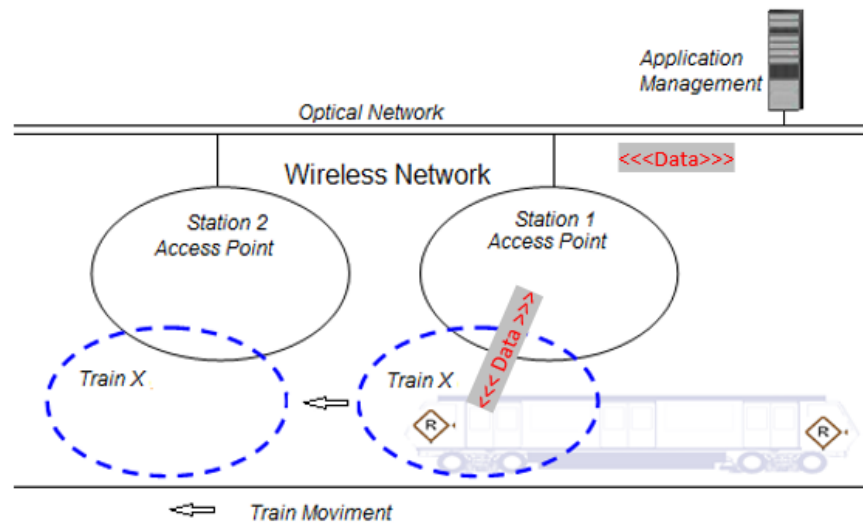 Application
Management
Optical Network
<<<Data>>>
Wireless Network
Station 2
Access Point
Station 1
Access Point
<<< Data >>>
Train X
Train X
R
R
Train Moviment